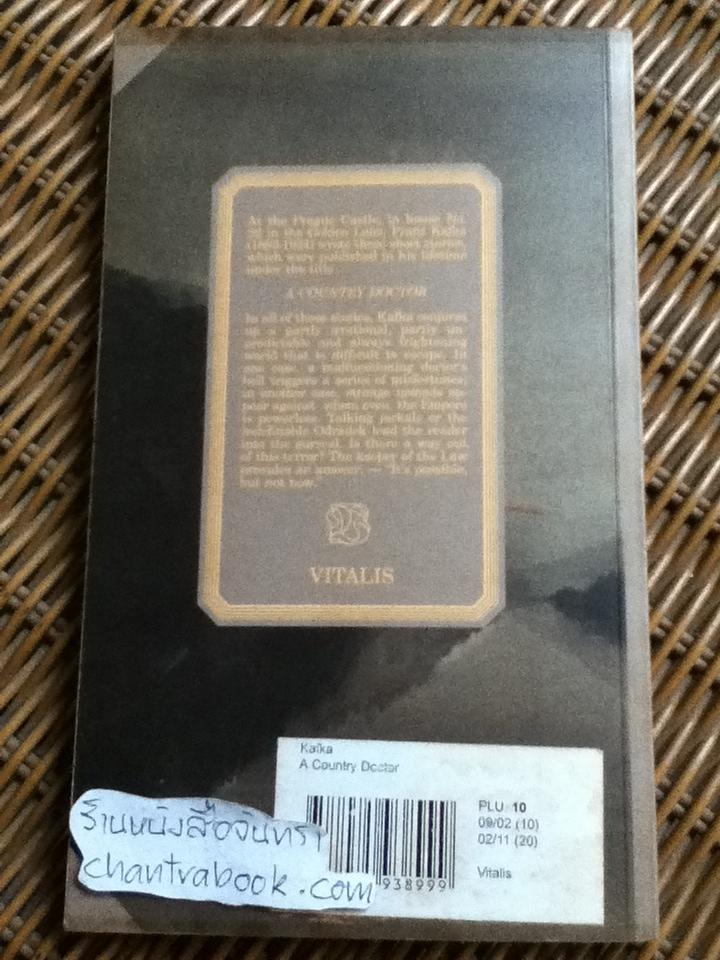 At the Prague Castle, in house No.
22 in the Golden Lane, Franz Kafka
(1883-1924) wrote these short stories,
which were published in his lifetime
under the title
A COUNTRY DOCTOR
In all of these stories, Kafka conjures
up a partly irrational, partly un-
predictable and always frightening
world that is difficult to escape. In
one case, a malfunctioning doctor's
bell triggers a series of misfortunes,
in another case, strange nomads ap-
pear against whom even the Emperor
is powerless. Talking jackals or the
indefinable Odradek lead the reader
into the surreal. Is there a way out
of this terror? The keeper of the Law
provides an answer: — "It's possible,
but not now."
VITALIS
Kafka
A Country Doctor
PLU: 10
09/02 (10)
02/11 (20)
Vitalis
938999
ร้านหนังสือจันทรา
chantrabook.com